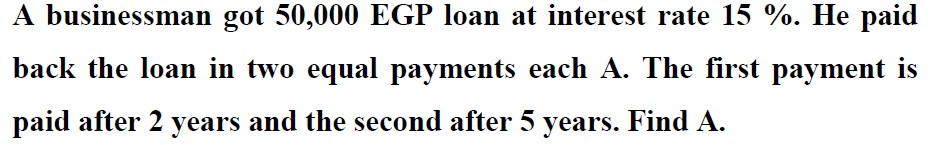 A businessman got 50,000 EGP loan at interest rate 15 %. He paid
back the loan in two equal payments each A. The first payment is
paid after 2 years and the second after 5 years. Find A.